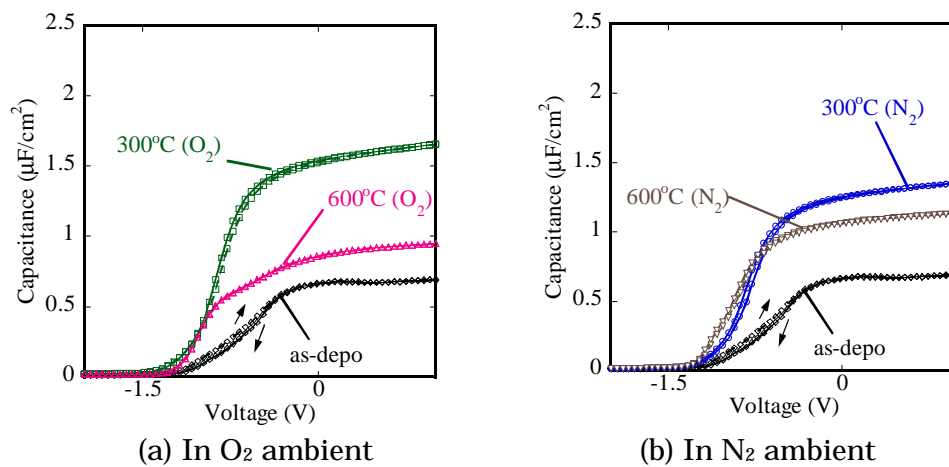 2.5
2
1.5
1
0.5
0
Capacitance (μF/cm²)
300°C (O₂)
600°C (O₂)
as-depo
-1.5
0
Voltage (V)
(a) In O₂ ambient
2.5
2
1.5
1
0.5
0
Capacitance (μF/cm²)
300°C (N₂)
600°C (N₂)
as-depo
-1.5
0
Voltage (V)
(b) In N₂ ambient